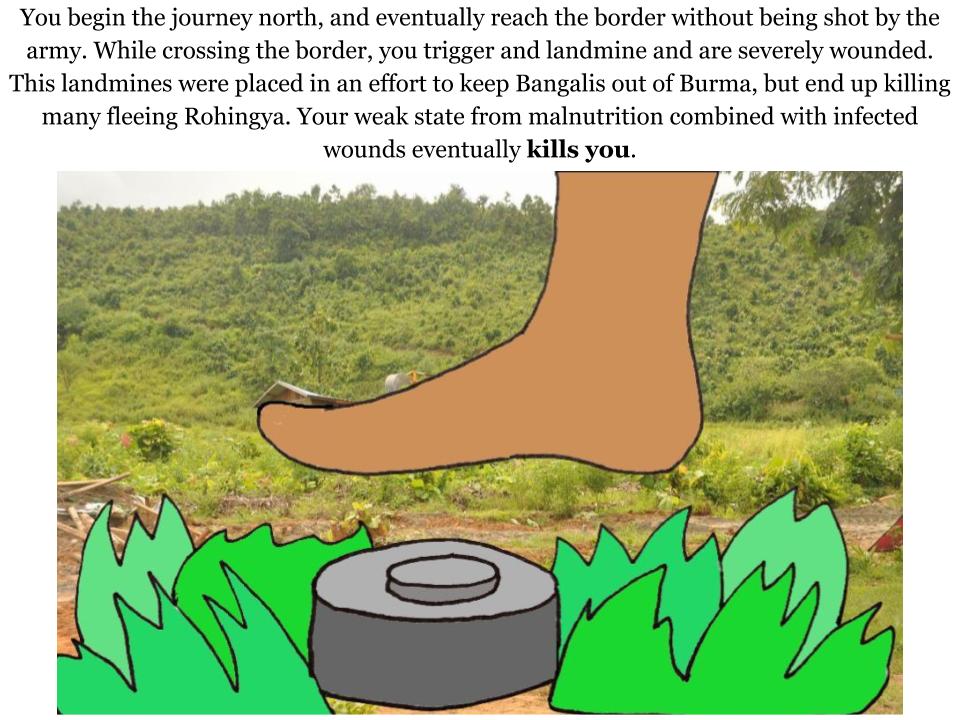 You begin the journey north, and eventually reach the border without being shot by the
army. While crossing the border, you trigger and landmine and are severely wounded.
This landmines were placed in an effort to keep Bangalis out of Burma, but end up killing
many fleeing Rohingya. Your weak state from malnutrition combined with infected
wounds eventually kills you.